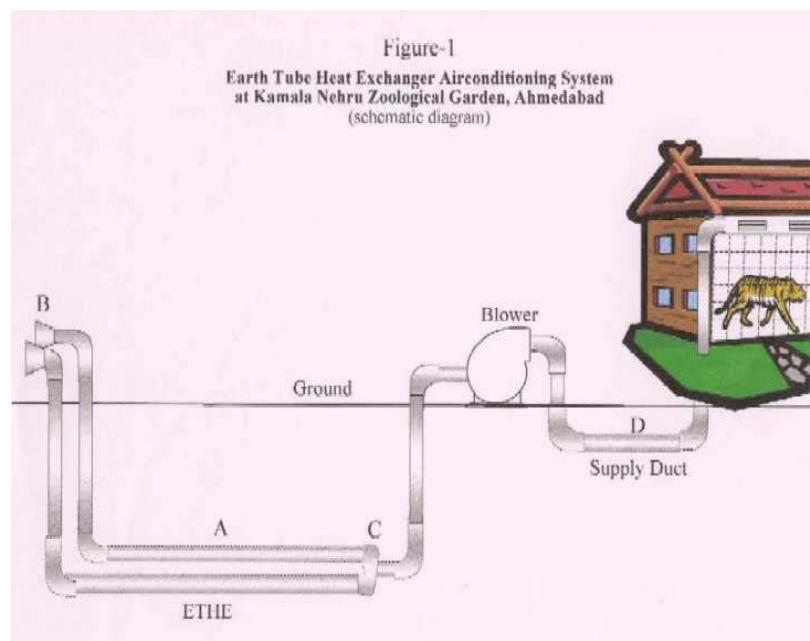 Figure-1
Earth Tube Heat Exchanger Airconditioning System
at Kamala Nehru Zoological Garden, Ahmedabad
(schematic diagram)
B
Blower
Ground
D
Supply Duct
A
C
ETHE